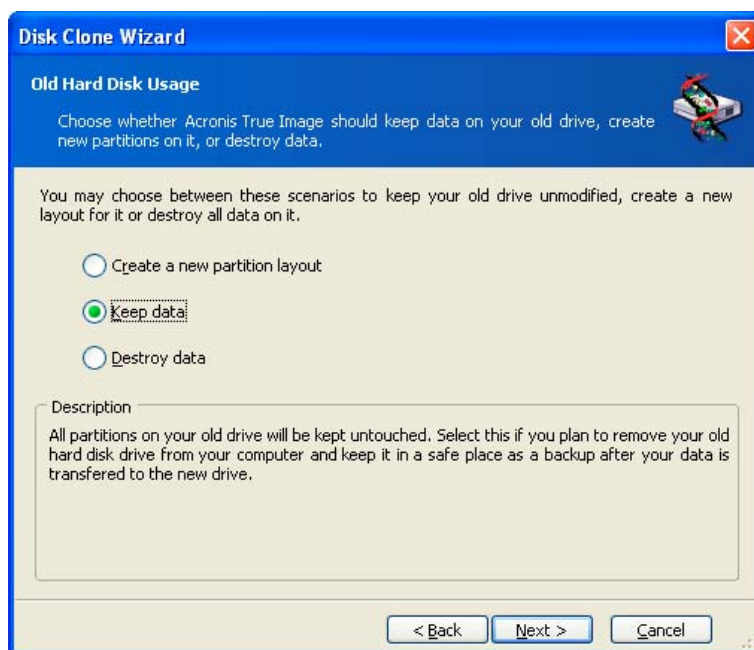 Disk Clone Wizard
Old Hard Disk Usage
Choose whether Acronis True Image should keep data on your old drive, create
new partitions on it, or destroy data.
You may choose between these scenarios to keep your old drive unmodified, create a new
layout for it or destroy all data on it.
Create a new partition layout
Keep data
Destroy data
Description
All partitions on your old drive will be kept untouched. Select this if you plan to remove your old
hard disk drive from your computer and keep it in a safe place as a backup after your data is
transfered to the new drive.
< Back
Next >
Cancel